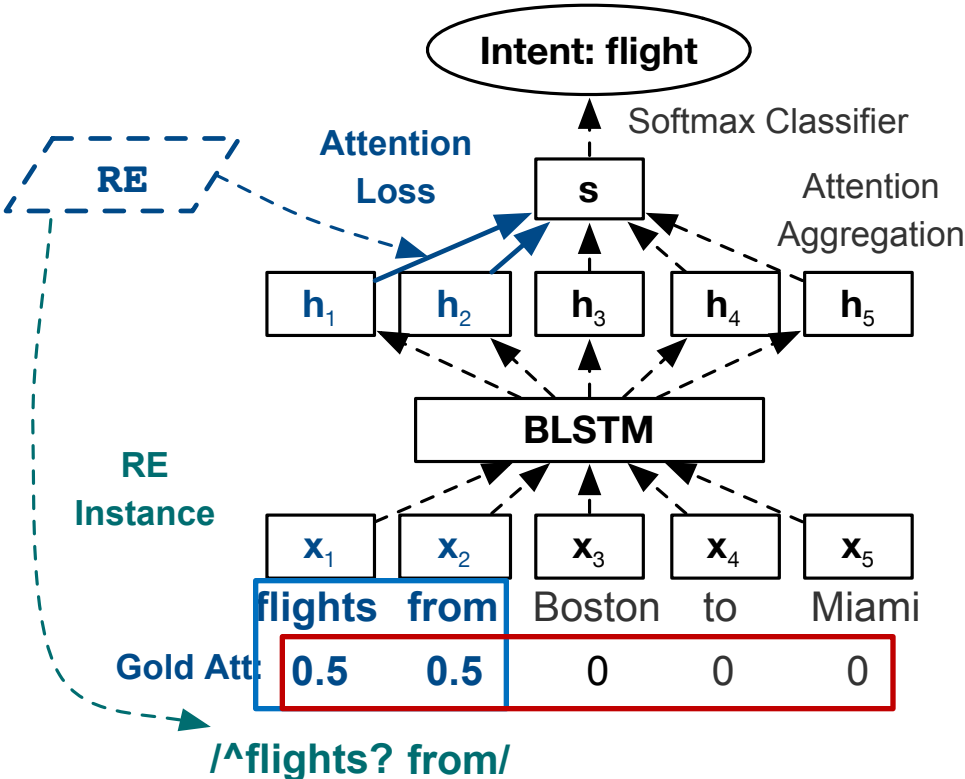 Intent: flight
Softmax Classifier
RE
Attention
Loss
s
Attention
Aggregation
h1 h2 h3 h4 h5
BLSTM
RE
Instance
x1 x2 x3 x4 x5
flights from Boston to Miami
Gold Att: 0.5 0.5 0 0 0
/^flights? from/